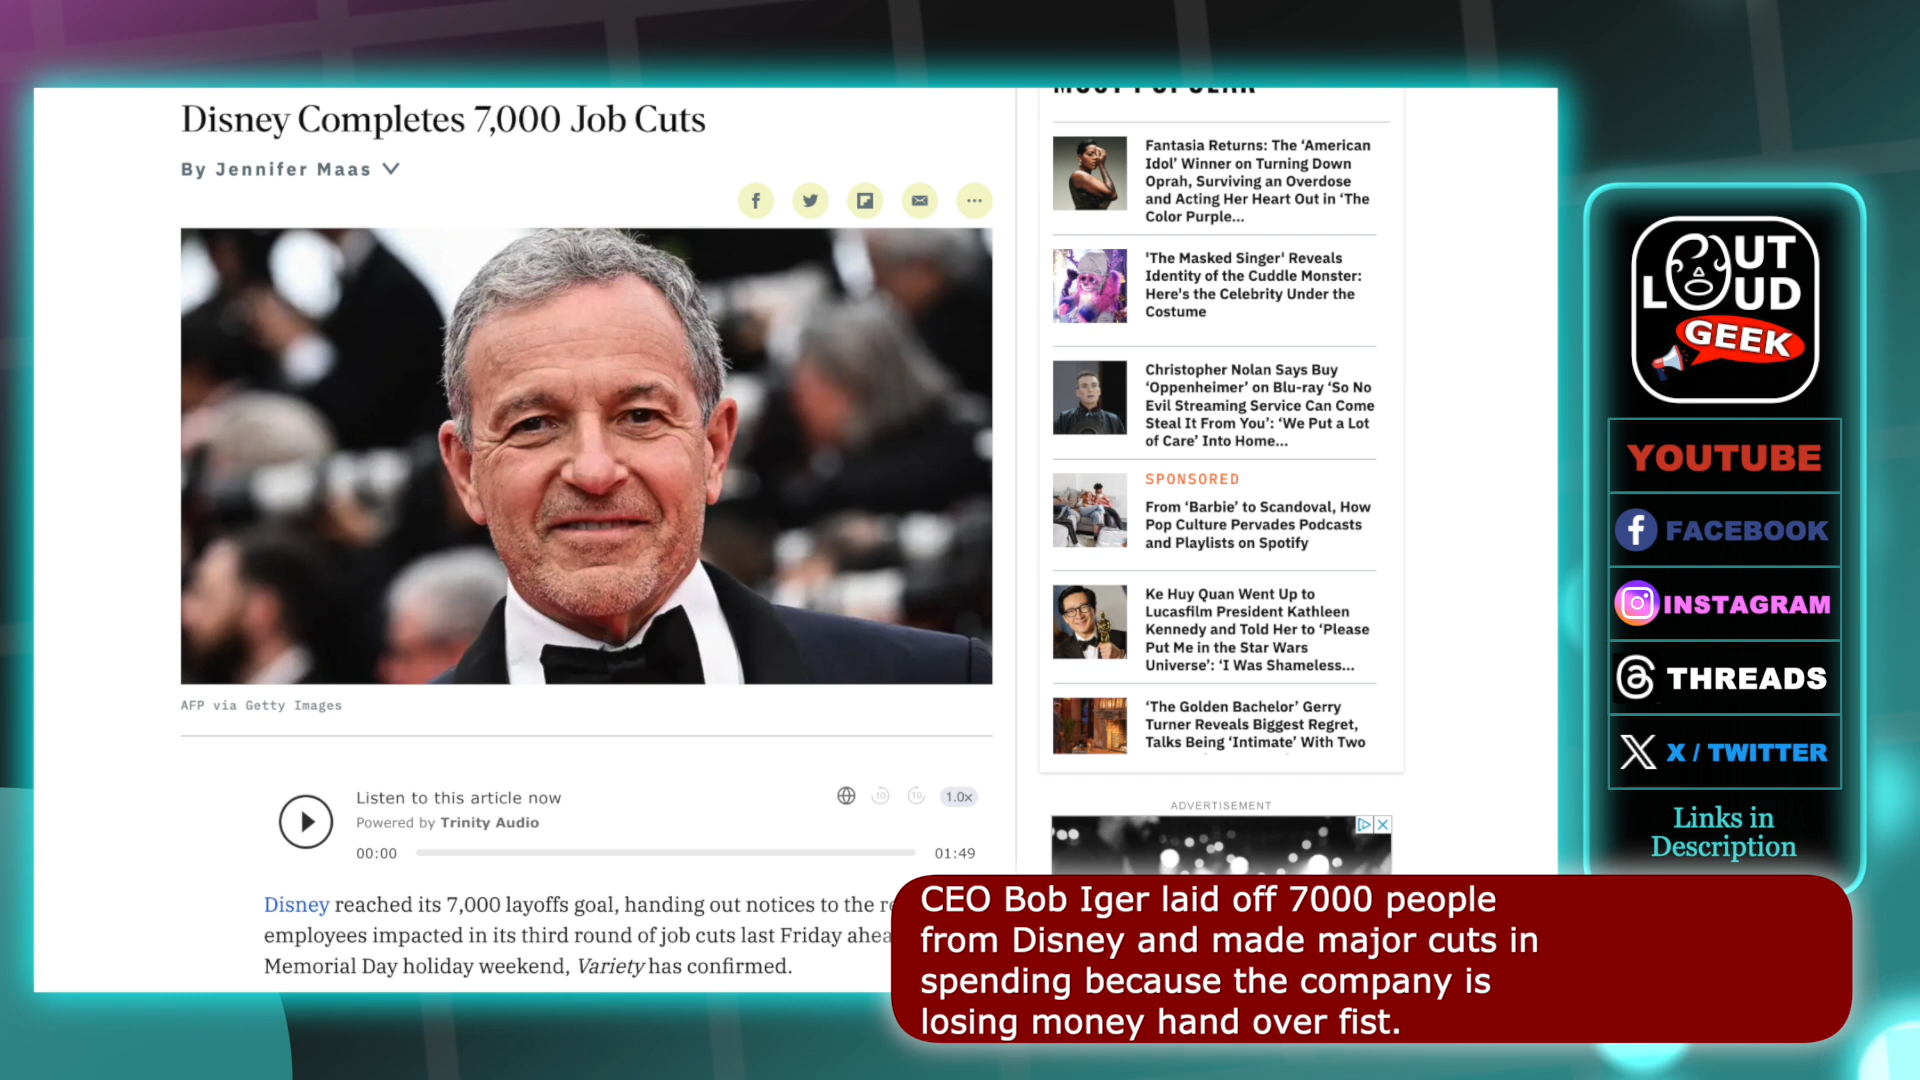 Disney Completes 7,000 Job Cuts
By Jennifer Maas
AFP via Getty Images
Listen to this article now
Powered by Trinity Audio
10
10
1.0x
00:00
01:49
Disney reached its 7,000 layoffs goal, handing out notices to the
employees impacted in its third round of job cuts last Friday
Memorial Day holiday weekend, Variety has confirmed.
MOST POPULAR
Fantasia Returns: The ‘American
Idol’ Winner on Turning Down
Oprah, Surviving an Overdose
and Acting Her Heart Out in ‘The
Color Purple...
'The Masked Singer' Reveals
Identity of the Cuddle Monster:
Here's the Celebrity Under the
Costume
Christopher Nolan Says Buy
‘Oppenheimer’ on Blu-ray ‘So No
Evil Streaming Service Can Come
Steal It From You’: ‘We Put a Lot
of Care’ Into Home...
SPONSORED
From ‘Barbie’ to Scandoval, How
Pop Culture Pervades Podcasts
and Playlists on Spotify
Ke Huy Quan Went Up to
Lucasfilm President Kathleen
Kennedy and Told Her to ‘Please
Put Me in the Star Wars
Universe’: ‘I Was Shameless...
‘The Golden Bachelor’ Gerry
Turner Reveals Biggest Regret,
Talks Being ‘Intimate’ With Two
ADVERTISEMENT
OUT
LOUD
GEEK
YOUTUBE
FACEBOOK
INSTAGRAM
THREADS
X / TWITTER
Links in
Description
CEO Bob Iger laid off 7000 people
from Disney and made major cuts in
spending because the company is
losing money hand over fist.